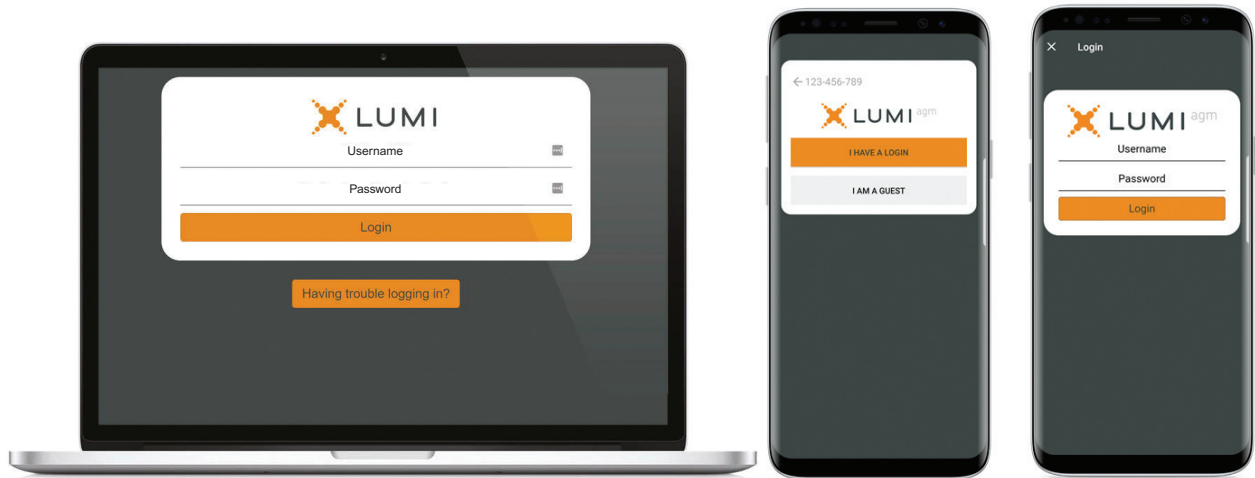 LUMI
Username
Password
Login
Having trouble logging in?
← 123-456-789
LUMI agm
I HAVE A LOGIN
I AM A GUEST
× Login
LUMI agm
Username
Password
Login